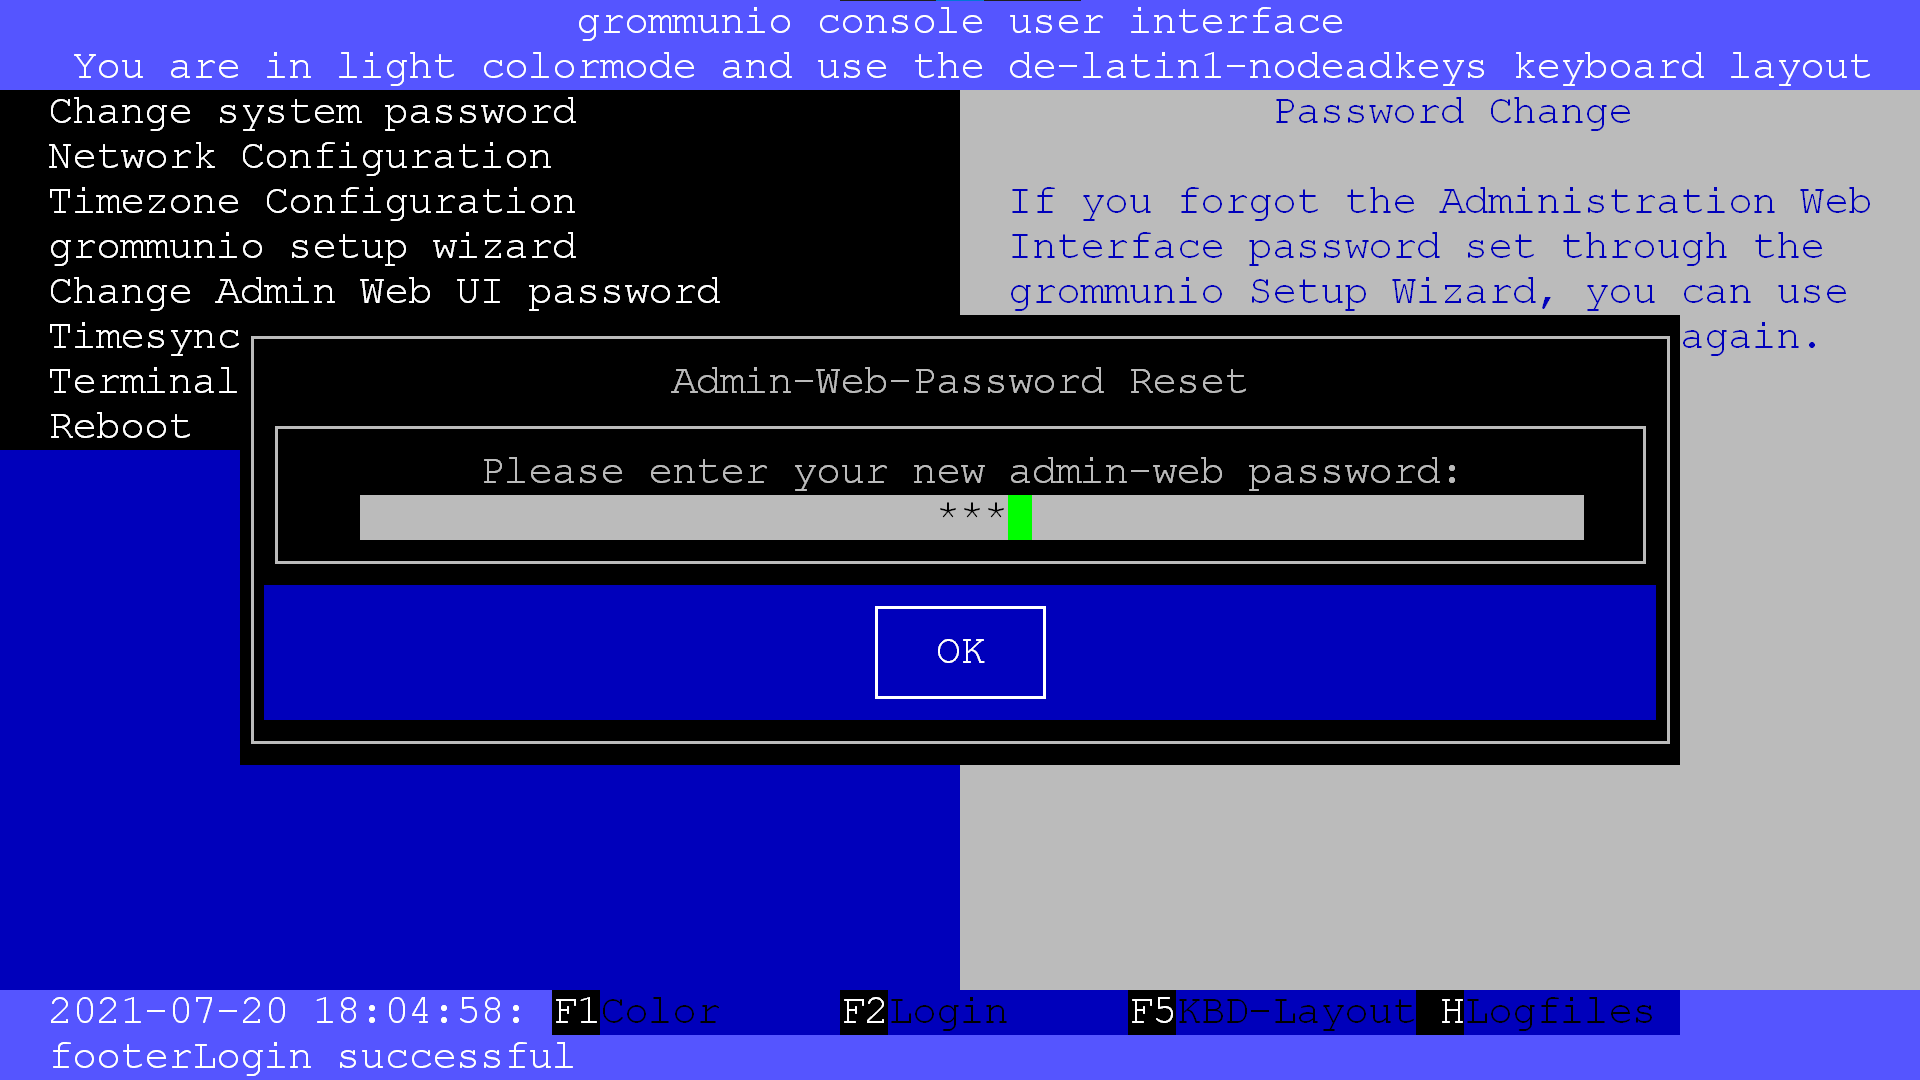 grommunio console user interface
You are in light colormode and use the de-latin1-nodeadkeys keyboard layout
Change system password
Network Configuration
Timezone Configuration
grommunio setup wizard
Change Admin Web UI password
Timesync
Terminal
Reboot
Password Change
If you forgot the Administration Web
Interface password set through the
grommunio Setup Wizard, you can use
again.
Admin-Web-Password Reset
Please enter your new admin-web password:
***
OK
2021-07-20 18:04:58: F1Color F2Login F5KBD-Layout HLogfiles
footerLogin successful